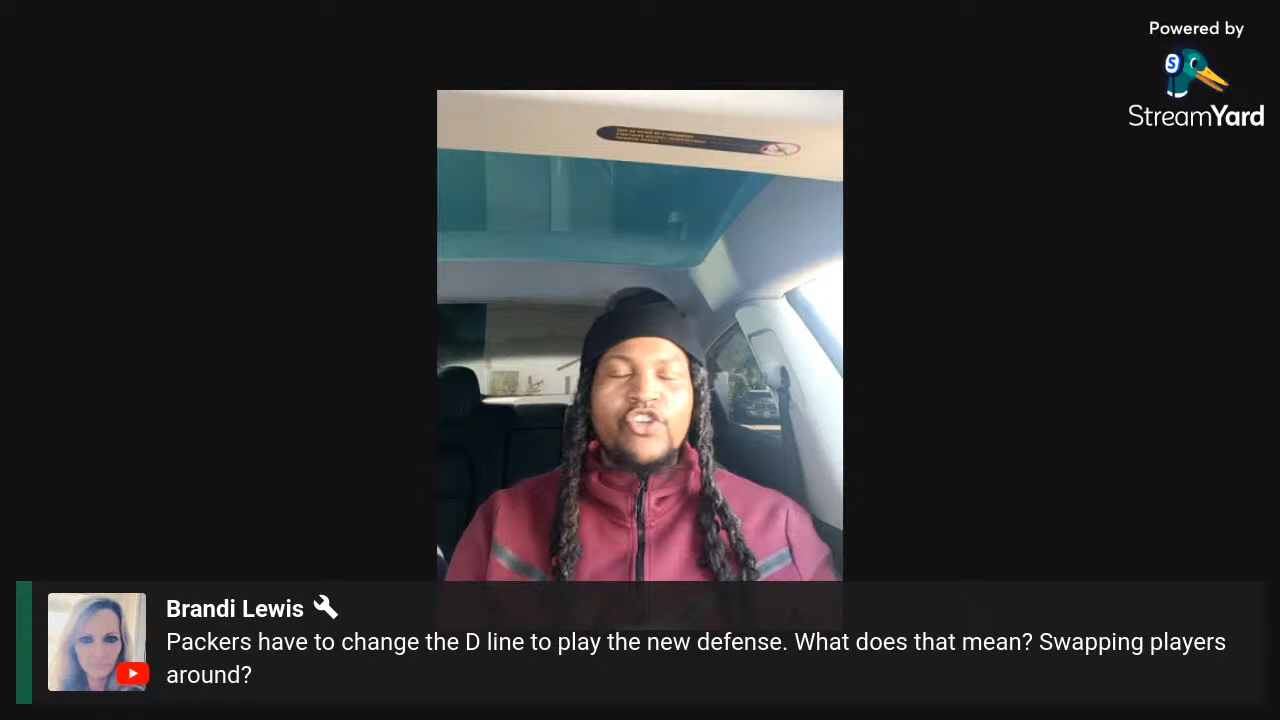 Powered by
StreamYard
Brandi Lewis
Packers have to change the D line to play the new defense. What does that mean? Swapping players
around?